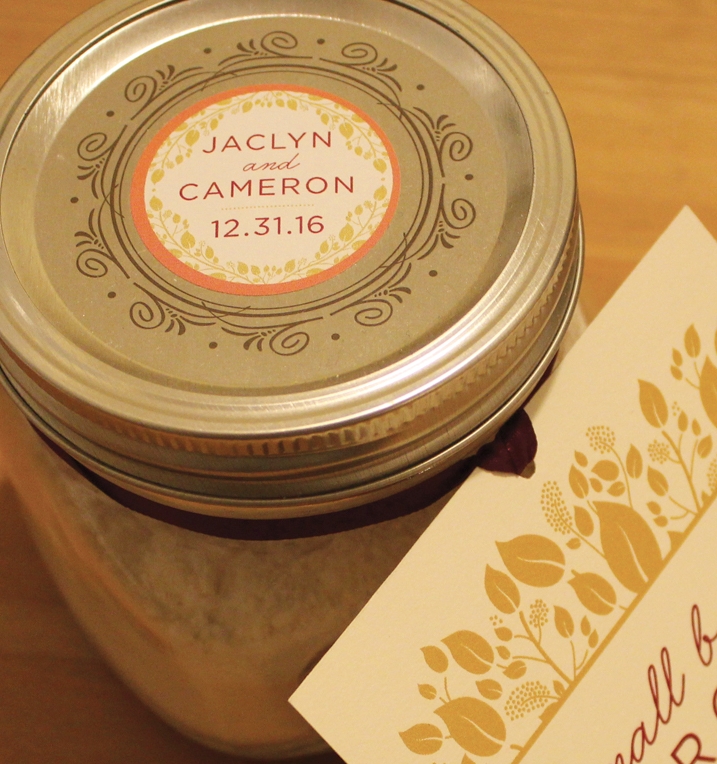 JACLYN
and
CAMERON
12.31.16